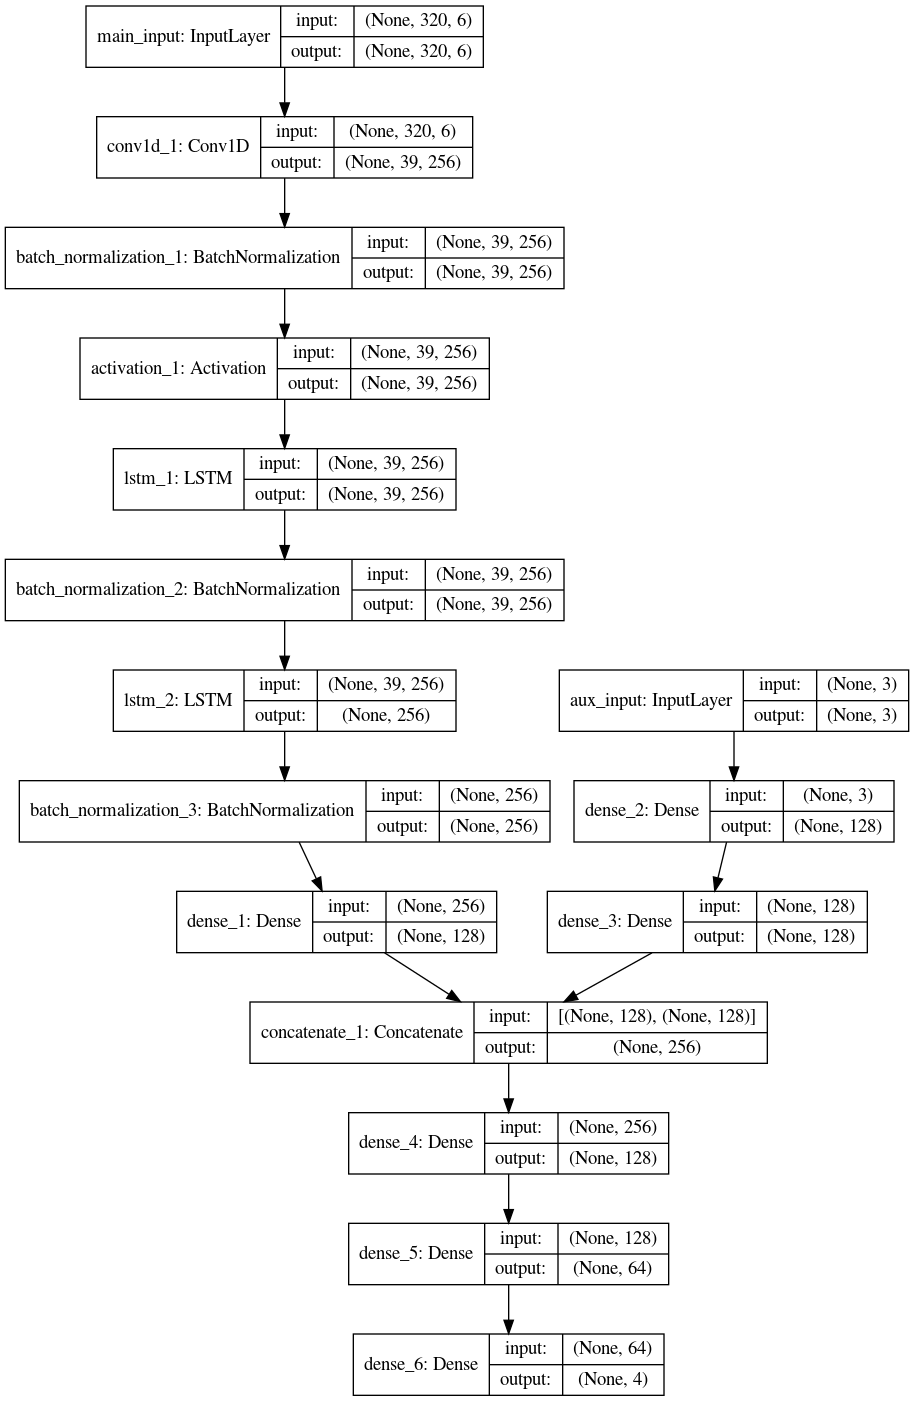 main_input: InputLayer
input: (None, 320, 6)
output: (None, 320, 6)
conv1d_1: Conv1D
input: (None, 320, 6)
output: (None, 39, 256)
batch_normalization_1: BatchNormalization
input: (None, 39, 256)
output: (None, 39, 256)
activation_1: Activation
input: (None, 39, 256)
output: (None, 39, 256)
lstm_1: LSTM
input: (None, 39, 256)
output: (None, 39, 256)
batch_normalization_2: BatchNormalization
input: (None, 39, 256)
output: (None, 39, 256)
lstm_2: LSTM
input: (None, 39, 256)
output: (None, 256)
aux_input: InputLayer
input: (None, 3)
output: (None, 3)
batch_normalization_3: BatchNormalization
input: (None, 256)
output: (None, 256)
dense_2: Dense
input: (None, 3)
output: (None, 128)
dense_1: Dense
input: (None, 256)
output: (None, 128)
dense_3: Dense
input: (None, 128)
output: (None, 128)
concatenate_1: Concatenate
input: [(None, 128), (None, 128)]
output: (None, 256)
dense_4: Dense
input: (None, 256)
output: (None, 128)
dense_5: Dense
input: (None, 128)
output: (None, 64)
dense_6: Dense
input: (None, 64)
output: (None, 4)